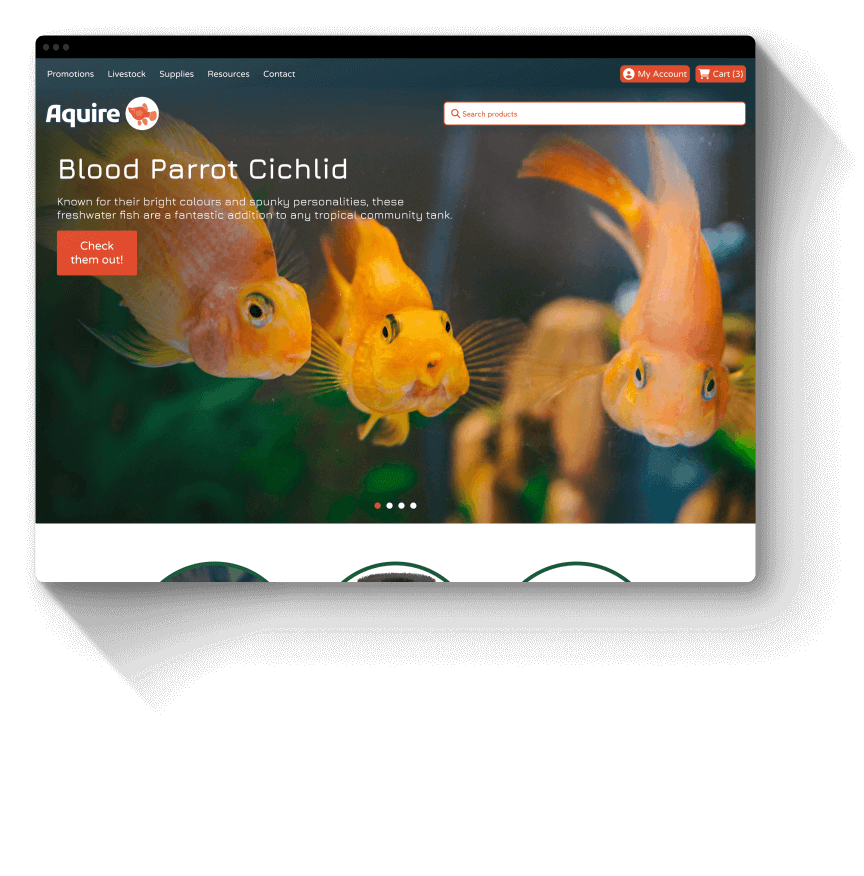 Promotions Livestock Supplies Resources Contact My Account Cart (3)
Aquire
Search products
Blood Parrot Cichlid
Known for their bright colours and spunky personalities, these
freshwater fish are a fantastic addition to any tropical community tank.
Check
them out!